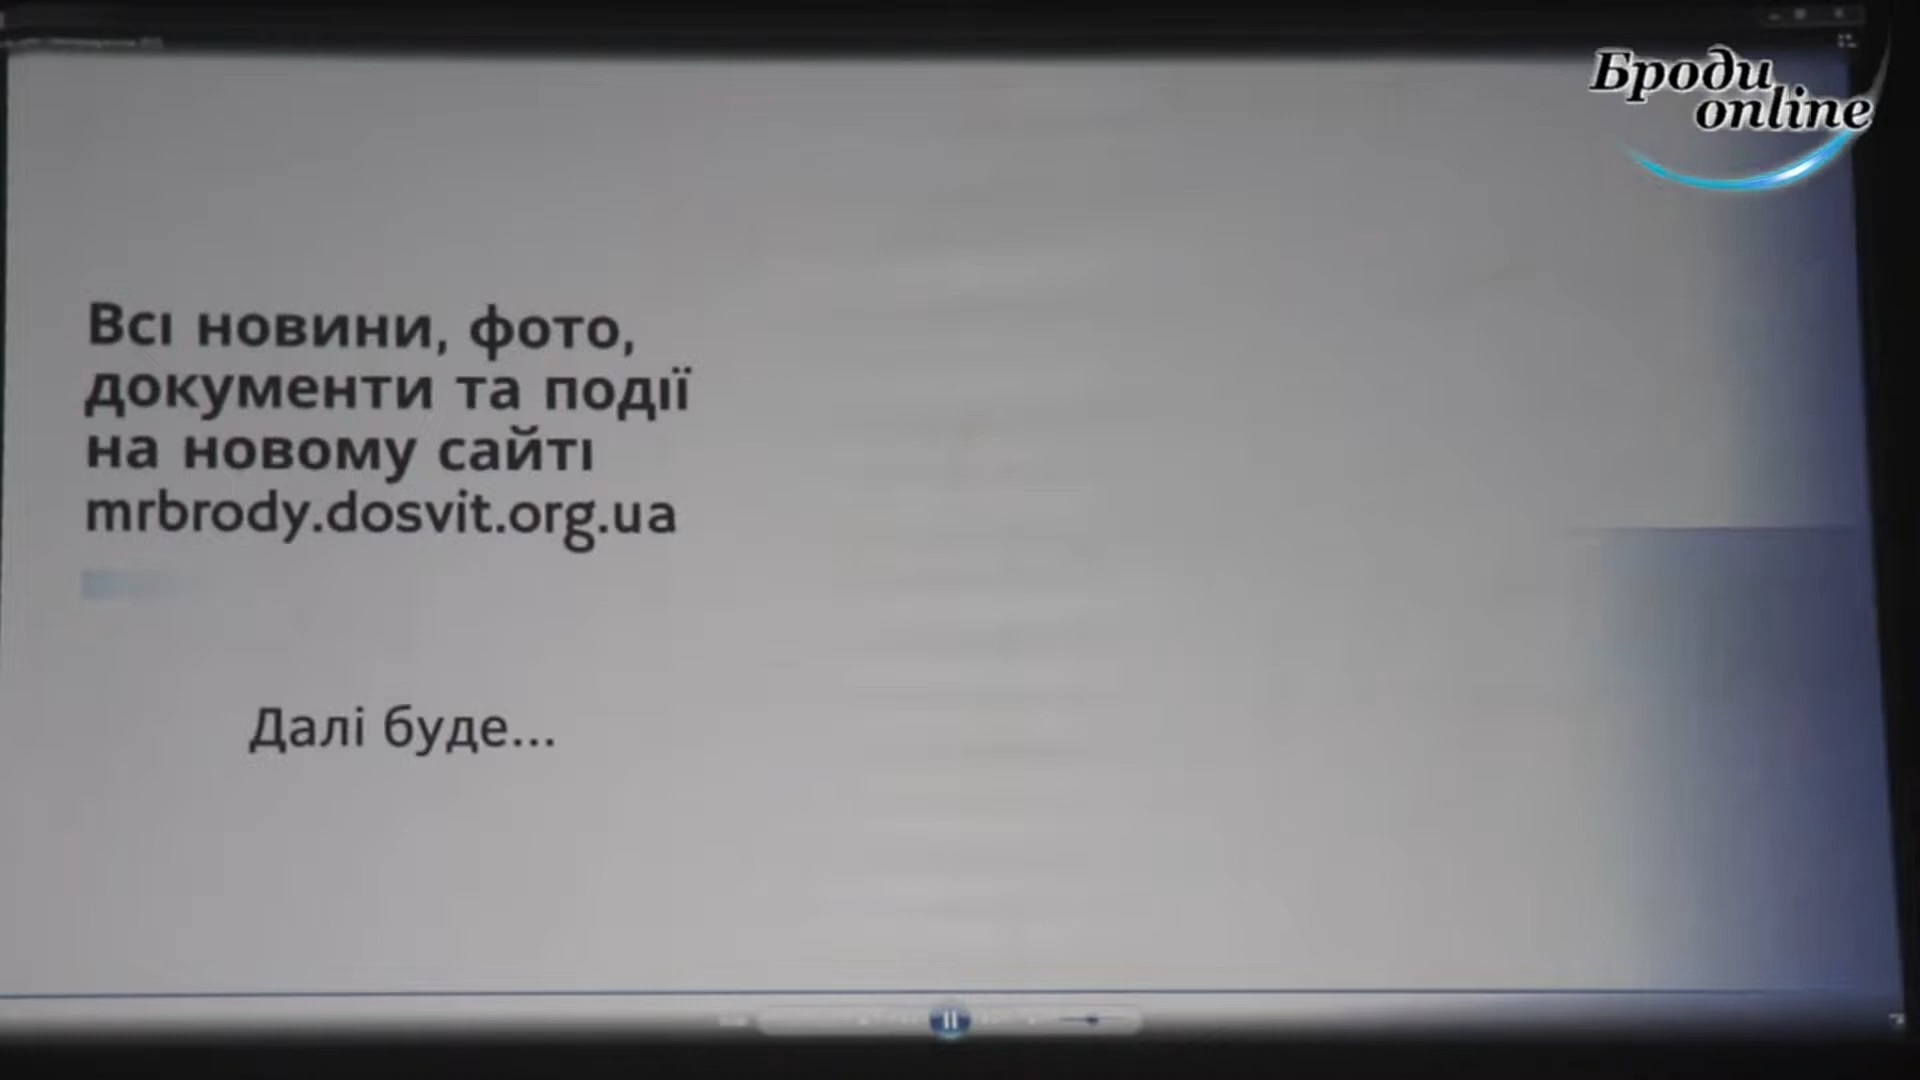 Броди
online
Всі новини, фото,
документи та події
на новому сайті
mrbrody.dosvit.org.ua
Далі буде...